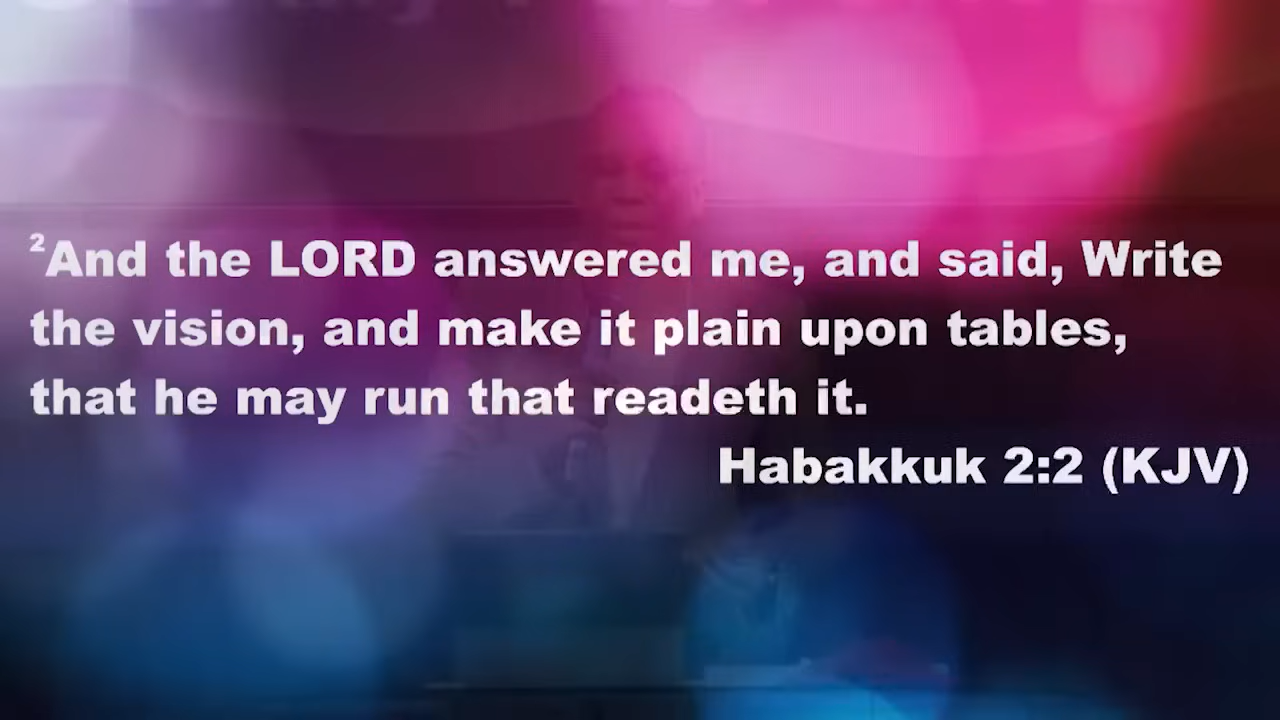 ²And the LORD answered me, and said, Write
the vision, and make it plain upon tables,
that he may run that readeth it.
Habakkuk 2:2 (KJV)